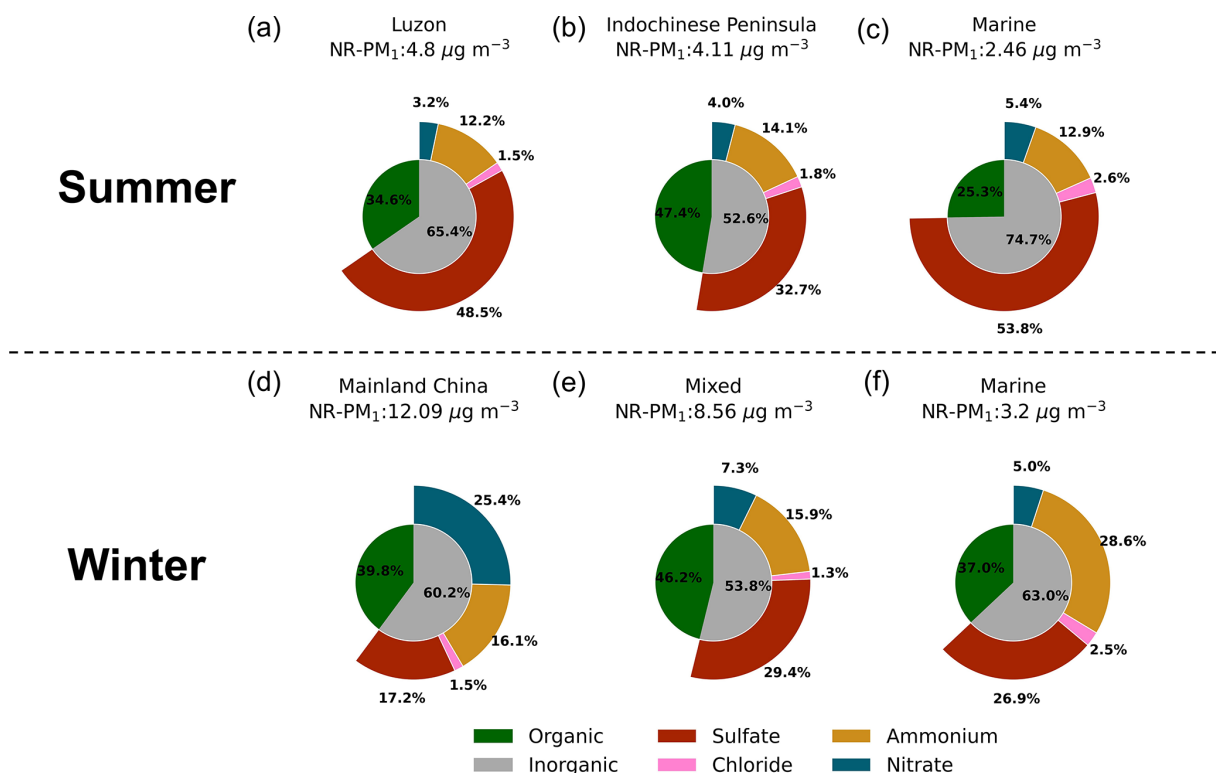 (a)
Luzon
NR-PM₁:4.8 μg m⁻³
3.2%
12.2%
1.5%
34.6%
65.4%
48.5%
(b)
Indochinese Peninsula
NR-PM₁:4.11 μg m⁻³
4.0%
14.1%
1.8%
47.4%
52.6%
32.7%
(c)
Marine
NR-PM₁:2.46 μg m⁻³
5.4%
12.9%
2.6%
25.3%
74.7%
53.8%
Summer
(d)
Mainland China
NR-PM₁:12.09 μg m⁻³
25.4%
39.8%
60.2%
16.1%
1.5%
17.2%
(e)
Mixed
NR-PM₁:8.56 μg m⁻³
7.3%
15.9%
1.3%
46.2%
53.8%
29.4%
(f)
Marine
NR-PM₁:3.2 μg m⁻³
5.0%
28.6%
37.0%
63.0%
2.5%
26.9%
Winter
Organic
Sulfate
Ammonium
Inorganic
Chloride
Nitrate